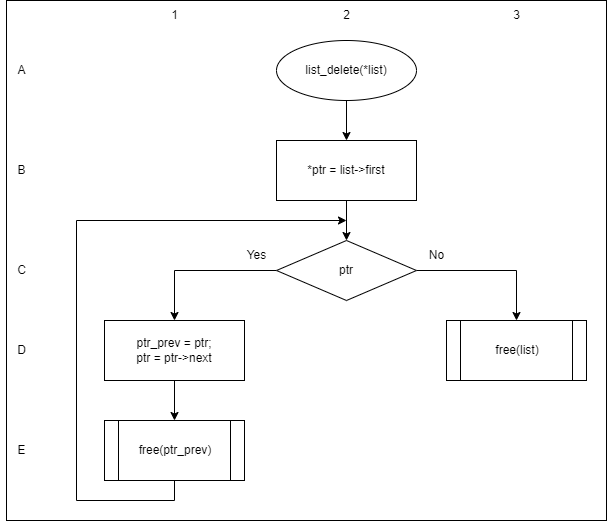 1 2 3
A
list_delete(*list)
B
*ptr = list->first
Yes
No
C
ptr
D
ptr_prev = ptr;
ptr = ptr->next
free(list)
E
free(ptr_prev)